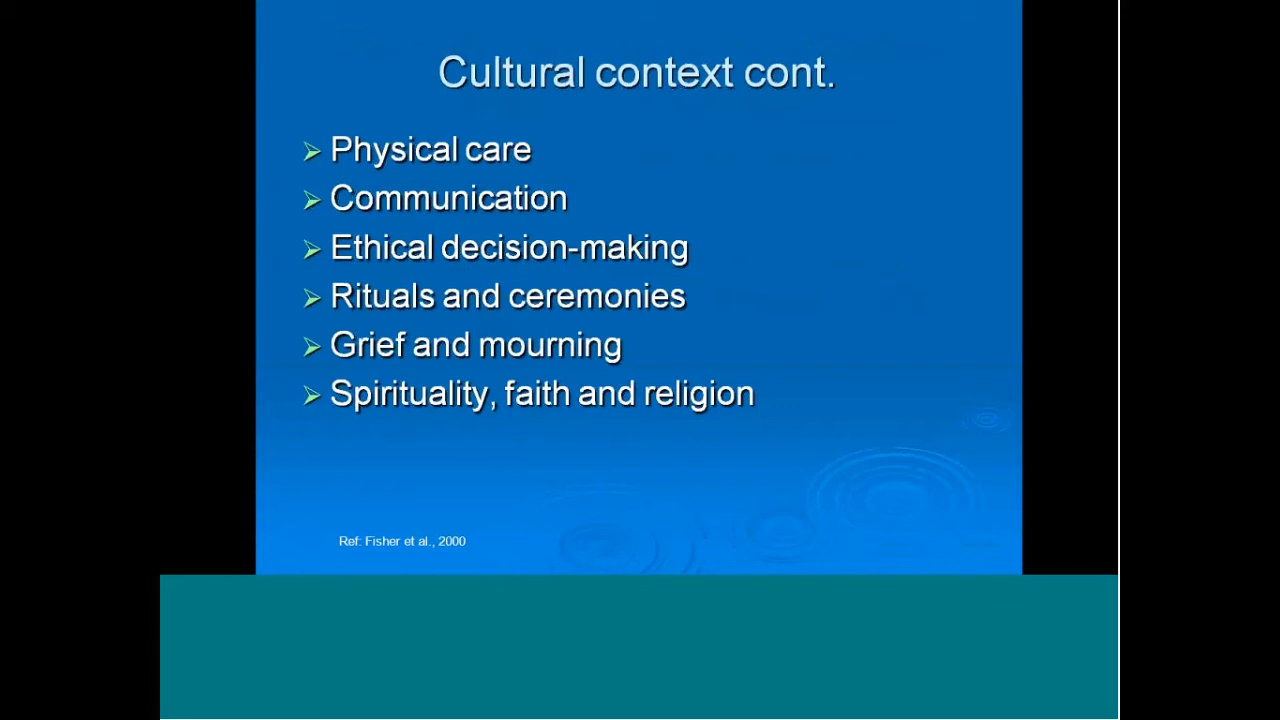 Cultural context cont.
Physical care
Communication
Ethical decision-making
Rituals and ceremonies
Grief and mourning
Spirituality, faith and religion
Ref: Fisher et al., 2000